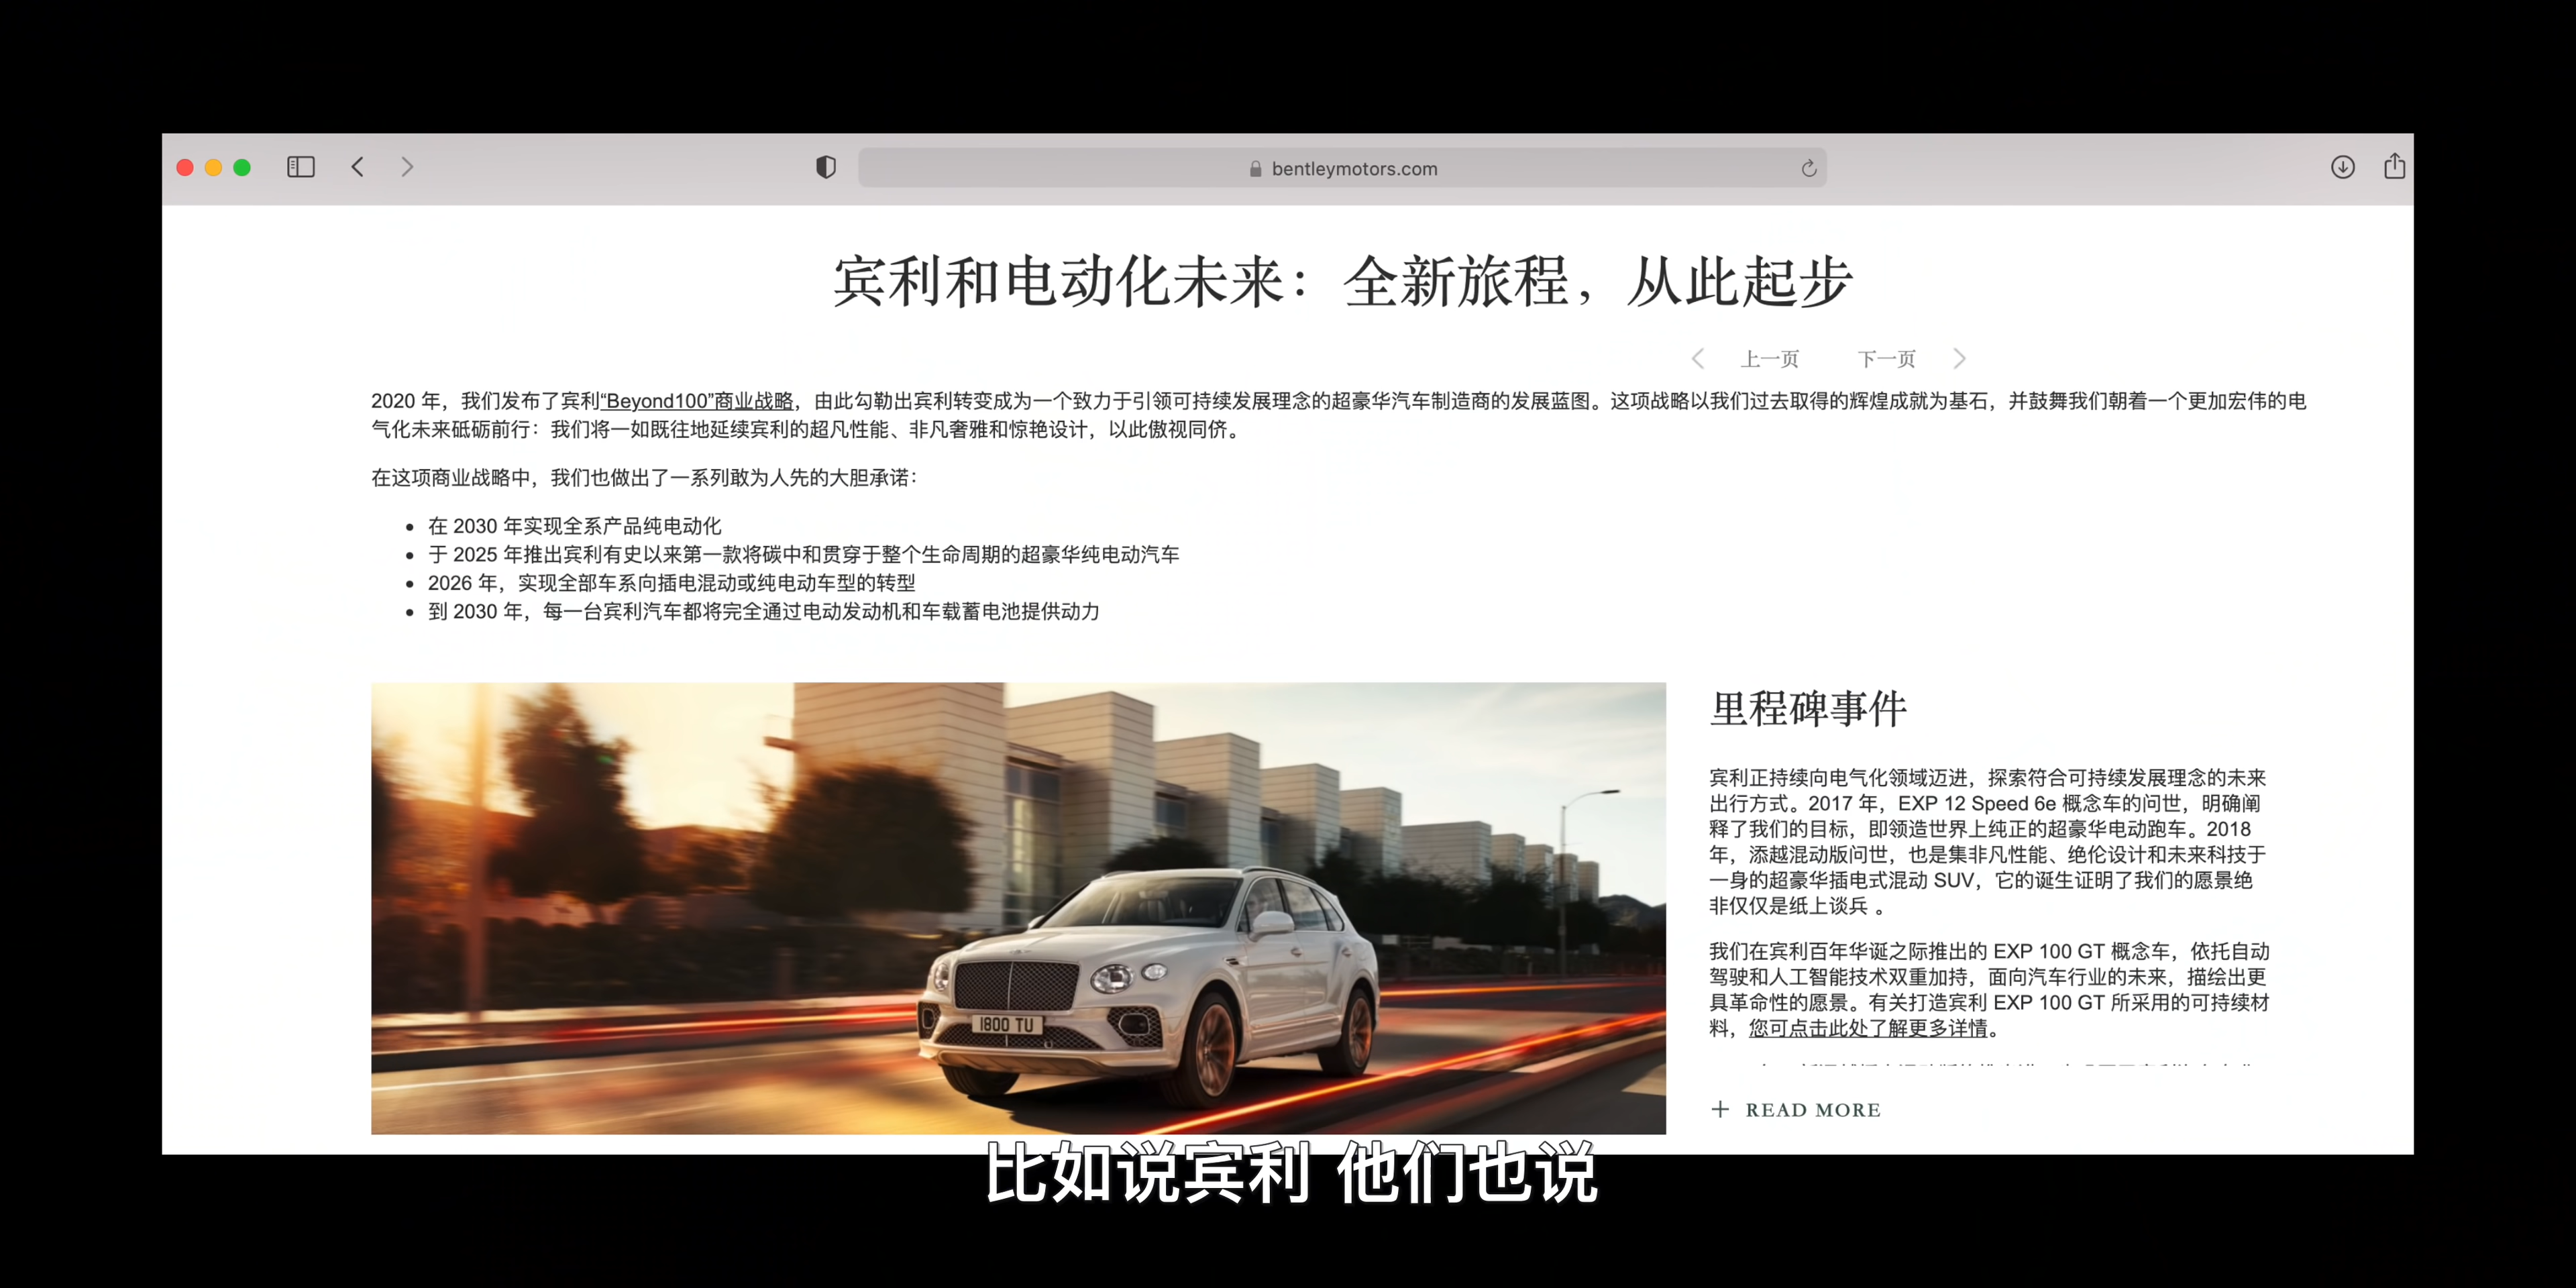 bentleymotors.com
宾利和电动化未来：全新旅程，从此起步
上一页 下一页
2020 年，我们发布了宾利“Beyond100”商业战略，由此勾勒出宾利转变成为一个致力于引领可持续发展理念的超豪华汽车制造商的发展蓝图。这项战略以我们过去取得的辉煌成就为基石，并鼓舞我们朝着一个更加宏伟的电
气化未来砥砺前行：我们将一如既往地延续宾利的超凡性能、非凡奢雅和惊艳设计，以此傲视同侪。
在这项商业战略中，我们也做出了一系列敢为人先的大胆承诺：
• 在 2030 年实现全系产品纯电动化
• 于 2025 年推出宾利有史以来第一款将碳中和贯穿于整个生命周期的超豪华纯电动汽车
• 2026 年，实现全部车系向插电混动或纯电动车型的转型
• 到 2030 年，每一台宾利汽车都将完全通过电动发动机和车载蓄电池提供动力
1800 TU
里程碑事件
宾利正持续向电气化领域迈进，探索符合可持续发展理念的未来
出行方式。2017 年，EXP 12 Speed 6e 概念车的问世，明确阐
释了我们的目标，即领造世界上纯正的超豪华电动跑车。2018
年，添越混动版问世，也是集非凡性能、绝伦设计和未来科技于
一身的超豪华插电式混动 SUV，它的诞生证明了我们的愿景绝
非仅仅是纸上谈兵 。
我们在宾利百年华诞之际推出的 EXP 100 GT 概念车，依托自动
驾驶和人工智能技术双重加持，面向汽车行业的未来，描绘出更
具革命性的愿景。有关打造宾利 EXP 100 GT 所采用的可持续材
料，您可点击此处了解更多详情。
+ READ MORE
比如说宾利 他们也说